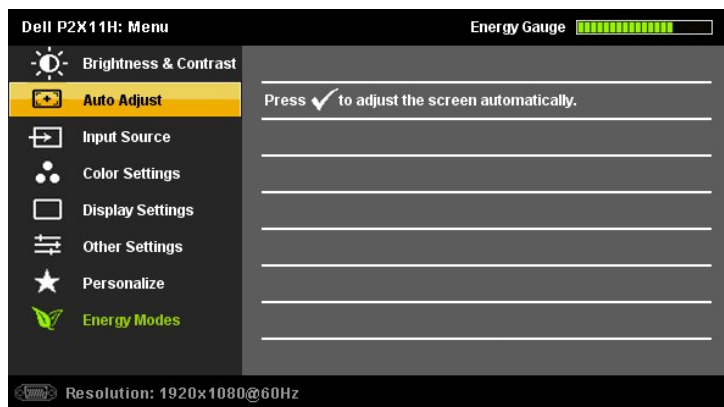 Dell P2X11H: Menu Energy Gauge
Brightness & Contrast
Auto Adjust Press to adjust the screen automatically.
Input Source
Color Settings
Display Settings
Other Settings
Personalize
Energy Modes
Resolution: 1920x1080@60Hz